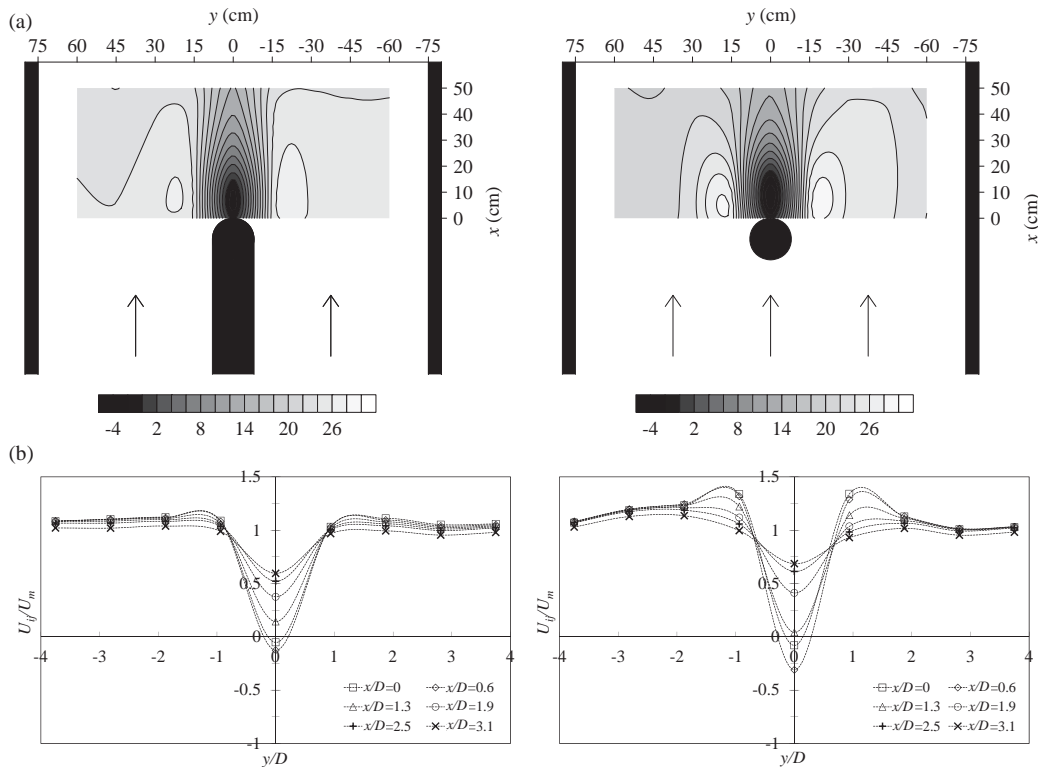 (a)
y (cm)
75 60 45 30 15 0 -15 -30 -45 -60 -75
50
40
30
20
10
0
x (cm)
-4 2 8 14 20 26
y (cm)
75 60 45 30 15 0 -15 -30 -45 -60 -75
50
40
30
20
10
0
x (cm)
-4 2 8 14 20 26
(b)
1.5
1
0.5
0
-0.5
-1
-4 -3 -2 -1 0 1 2 3 4
U_ij/U_m
x/D=0 x/D=0.6
x/D=1.3 x/D=1.9
x/D=2.5 x/D=3.1
y/D
1.5
1
0.5
0
-0.5
-1
-4 -3 -2 -1 0 1 2 3 4
U_ij/U_m
x/D=0 x/D=0.6
x/D=1.3 x/D=1.9
x/D=2.5 x/D=3.1
y/D